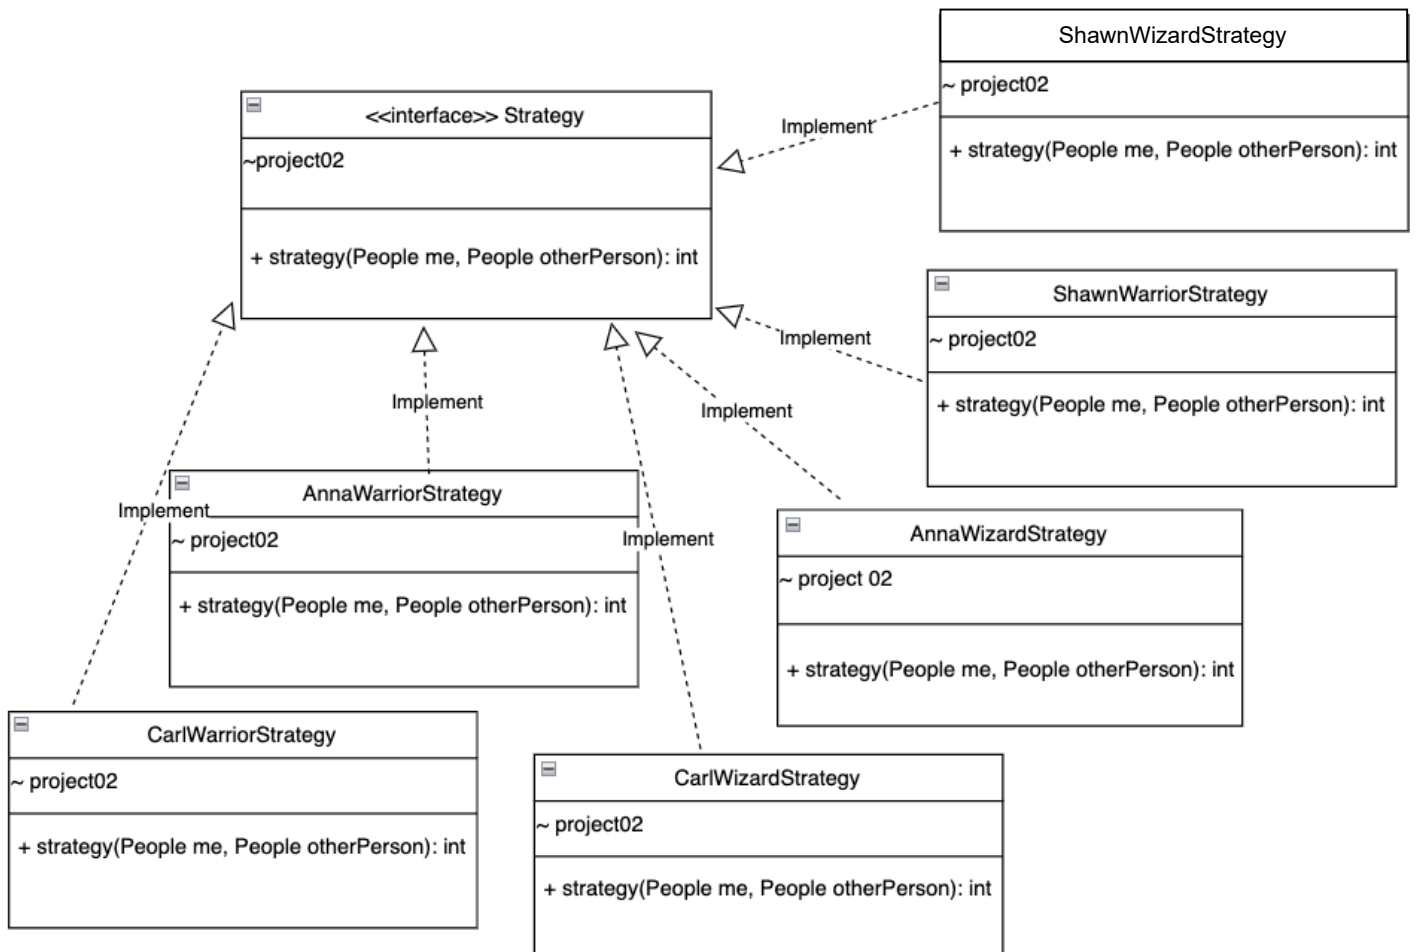 ShawnWizardStrategy
~ project02
+ strategy(People me, People otherPerson): int
<<interface>> Strategy
~project02
+ strategy(People me, People otherPerson): int
Implement
ShawnWarriorStrategy
~ project02
+ strategy(People me, People otherPerson): int
Implement
Implement
Implement
AnnaWarriorStrategy
~ project02
+ strategy(People me, People otherPerson): int
Implement
Implement
AnnaWizardStrategy
~ project 02
+ strategy(People me, People otherPerson): int
CarlWarriorStrategy
~ project02
+ strategy(People me, People otherPerson): int
CarlWizardStrategy
~ project02
+ strategy(People me, People otherPerson): int